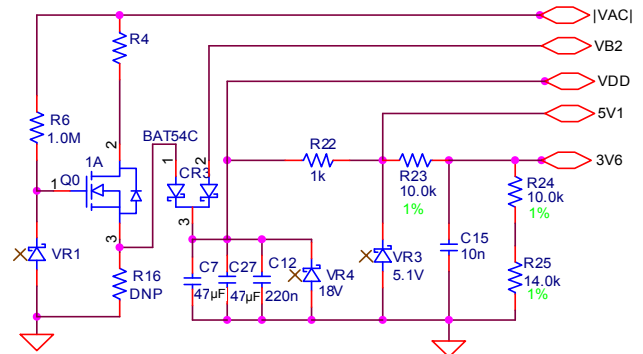 |VAC|
R4
VB2
VDD
R6
1.0M
BAT54C
5V1
1A
2
1
2
R22
1k
R23
10.0k
1%
3V6
1
Q0
CR3
R24
10.0k
1%
3
3
VR1
R16
DNP
C7
47µF
C27
47µF
C12
220n
VR4
18V
VR3
5.1V
C15
10n
R25
14.0k
1%